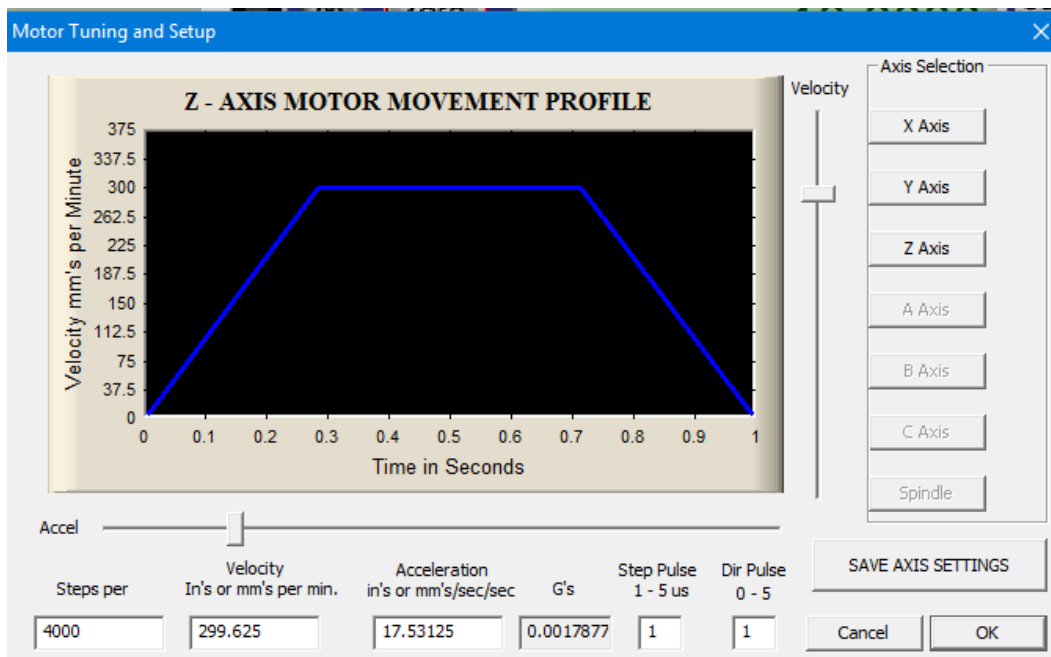 Motor Tuning and Setup
Z - AXIS MOTOR MOVEMENT PROFILE
Velocity mm's per Minute
375
337.5
300
262.5
225
187.5
150
112.5
75
37.5
0
0 0.1 0.2 0.3 0.4 0.5 0.6 0.7 0.8 0.9 1
Time in Seconds
Velocity
Axis Selection
X Axis
Y Axis
Z Axis
A Axis
B Axis
C Axis
Spindle
Accel
Steps per
Velocity
In's or mm's per min.
Acceleration
in's or mm's/sec/sec
G's
Step Pulse
1 - 5 us
Dir Pulse
0 - 5
4000
299.625
17.53125
0.0017877
1
1
SAVE AXIS SETTINGS
Cancel
OK